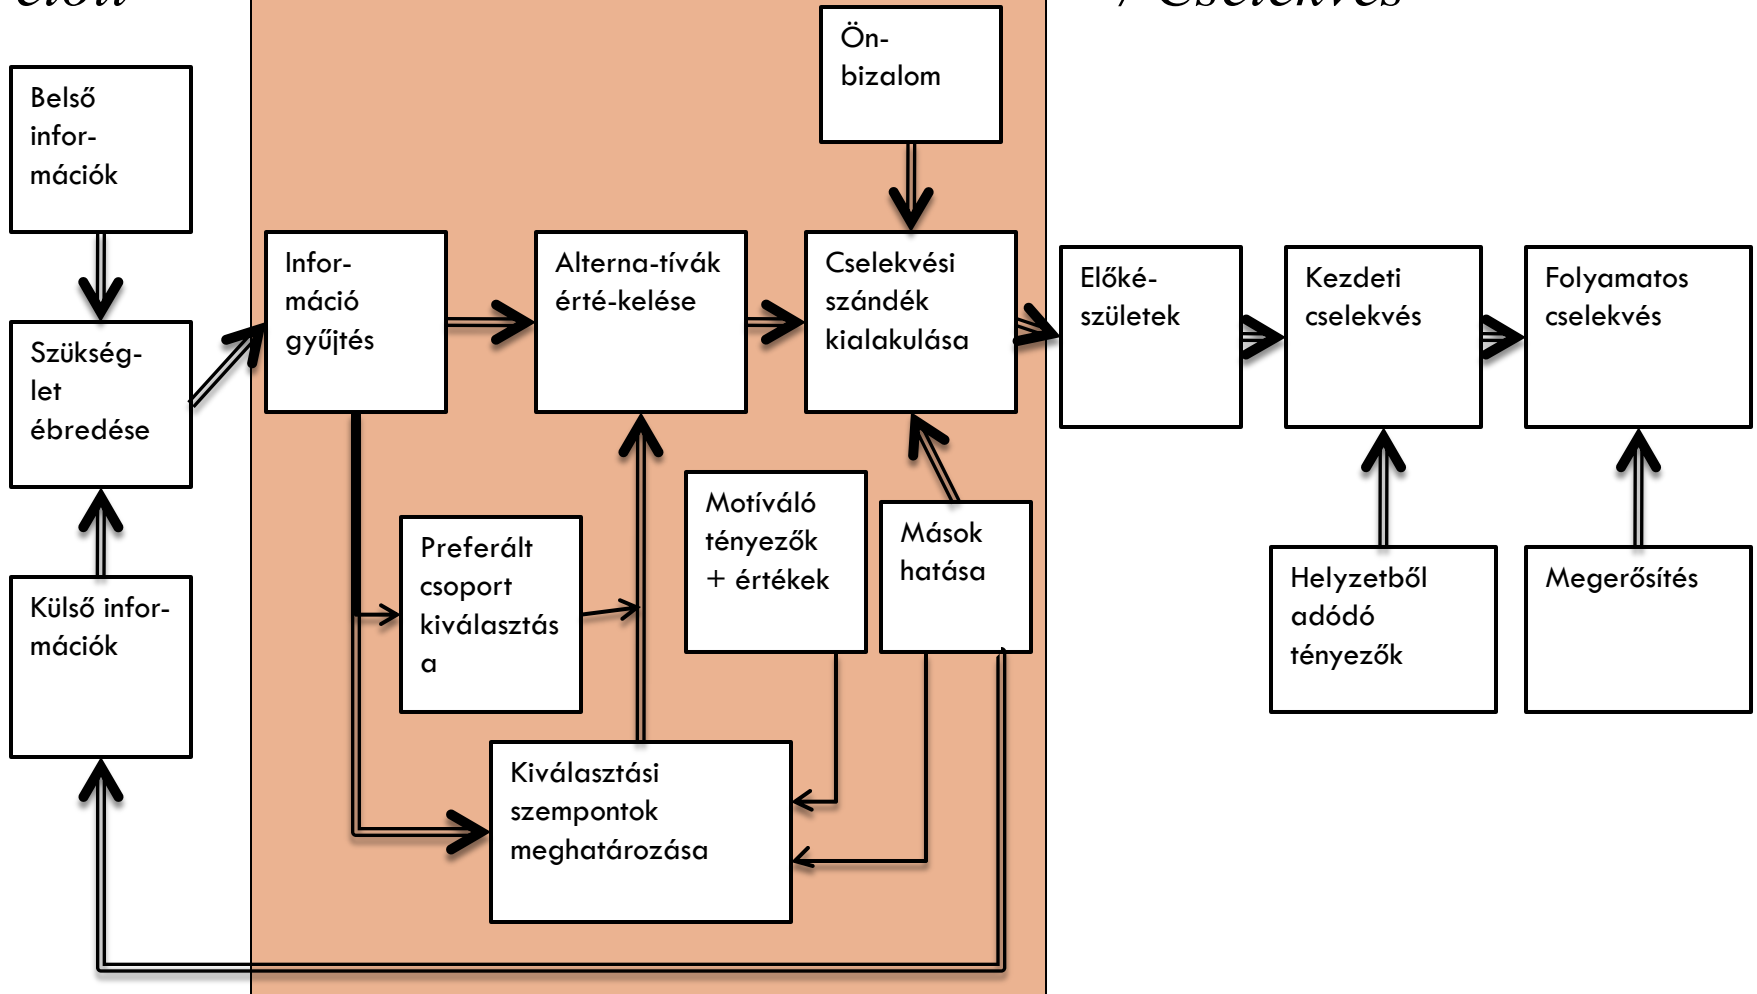 előtt
/ Cselekvés
Ön-
bizalom
Belső
infor-
mációk
Infor-
máció
gyűjtés
Alterna-tívák
érté-kelése
Cselekvési
szándék
kialakulása
Előké-
születek
Kezdeti
cselekvés
Folyamatos
cselekvés
Szükség-
let
ébredése
Motíváló
tényezők
+ értékek
Mások
hatása
Preferált
csoport
kiválasztás
a
Helyzetből
adódó
tényezők
Megerősítés
Külső infor-
mációk
Kiválasztási
szempontok
meghatározása